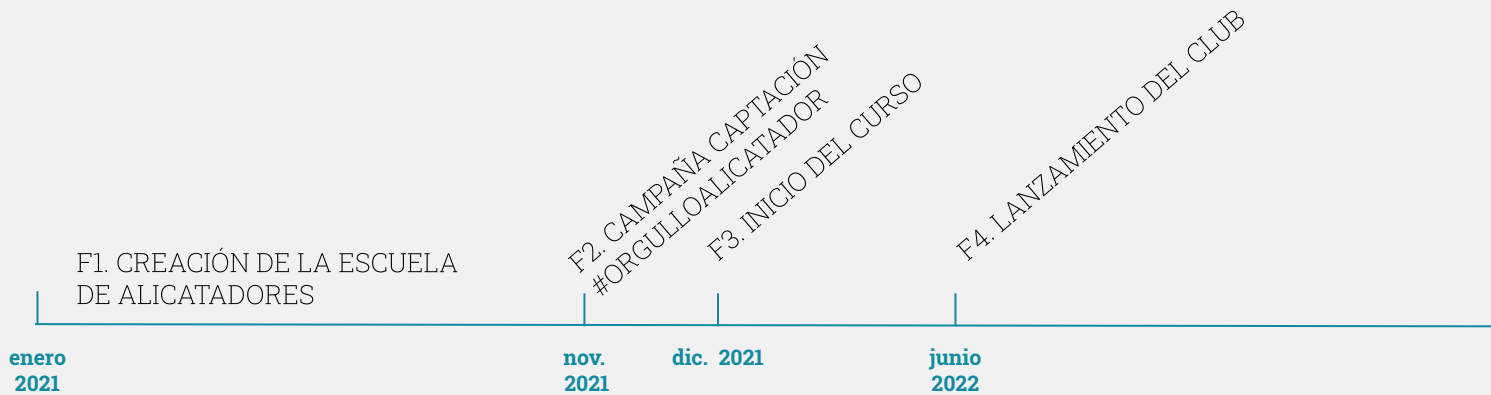 F1. CREACIÓN DE LA ESCUELA
DE ALICATADORES
F2. CAMPAÑA CAPTACIÓN
#ORGULLOALICATADOR
F3. INICIO DEL CURSO
F4. LANZAMIENTO DEL CLUB
enero
2021
nov.
2021
dic. 2021
junio
2022